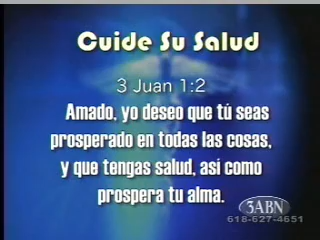 Cuide Su Salud
3 Juan 1:2
Amado, yo deseo que tú seas
prosperado en todas las cosas,
y que tengas salud, así como
prospera tu alma.
3ABN
618-627-4651